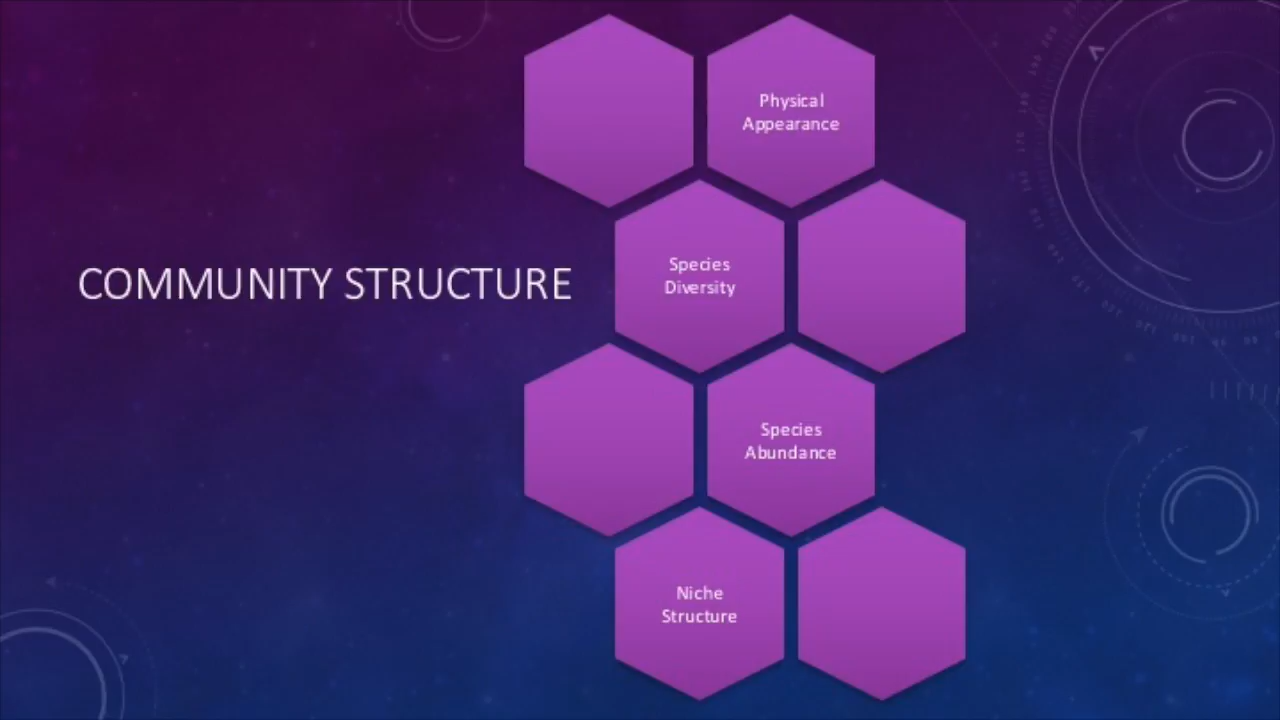 Physical
Appearance
COMMUNITY STRUCTURE
Species
Diversity
Species
Abundance
Niche
Structure